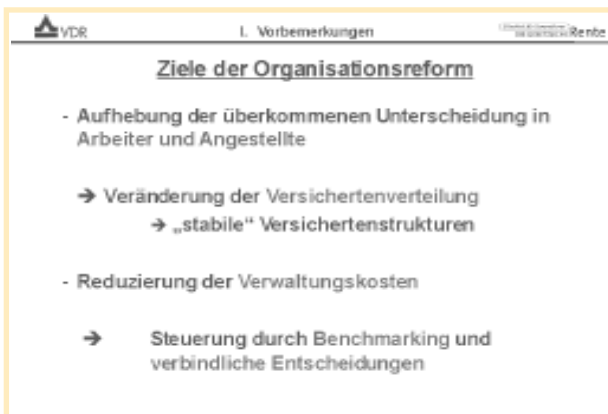 VDR
I. Vorbemerkungen
Rente
Ziele der Organisationsreform
- Aufhebung der überkommenen Unterscheidung in
Arbeiter und Angestellte
➔ Veränderung der Versichertenverteilung
➔ „stabile“ Versichertenstrukturen
- Reduzierung der Verwaltungskosten
➔ Steuerung durch Benchmarking und
verbindliche Entscheidungen